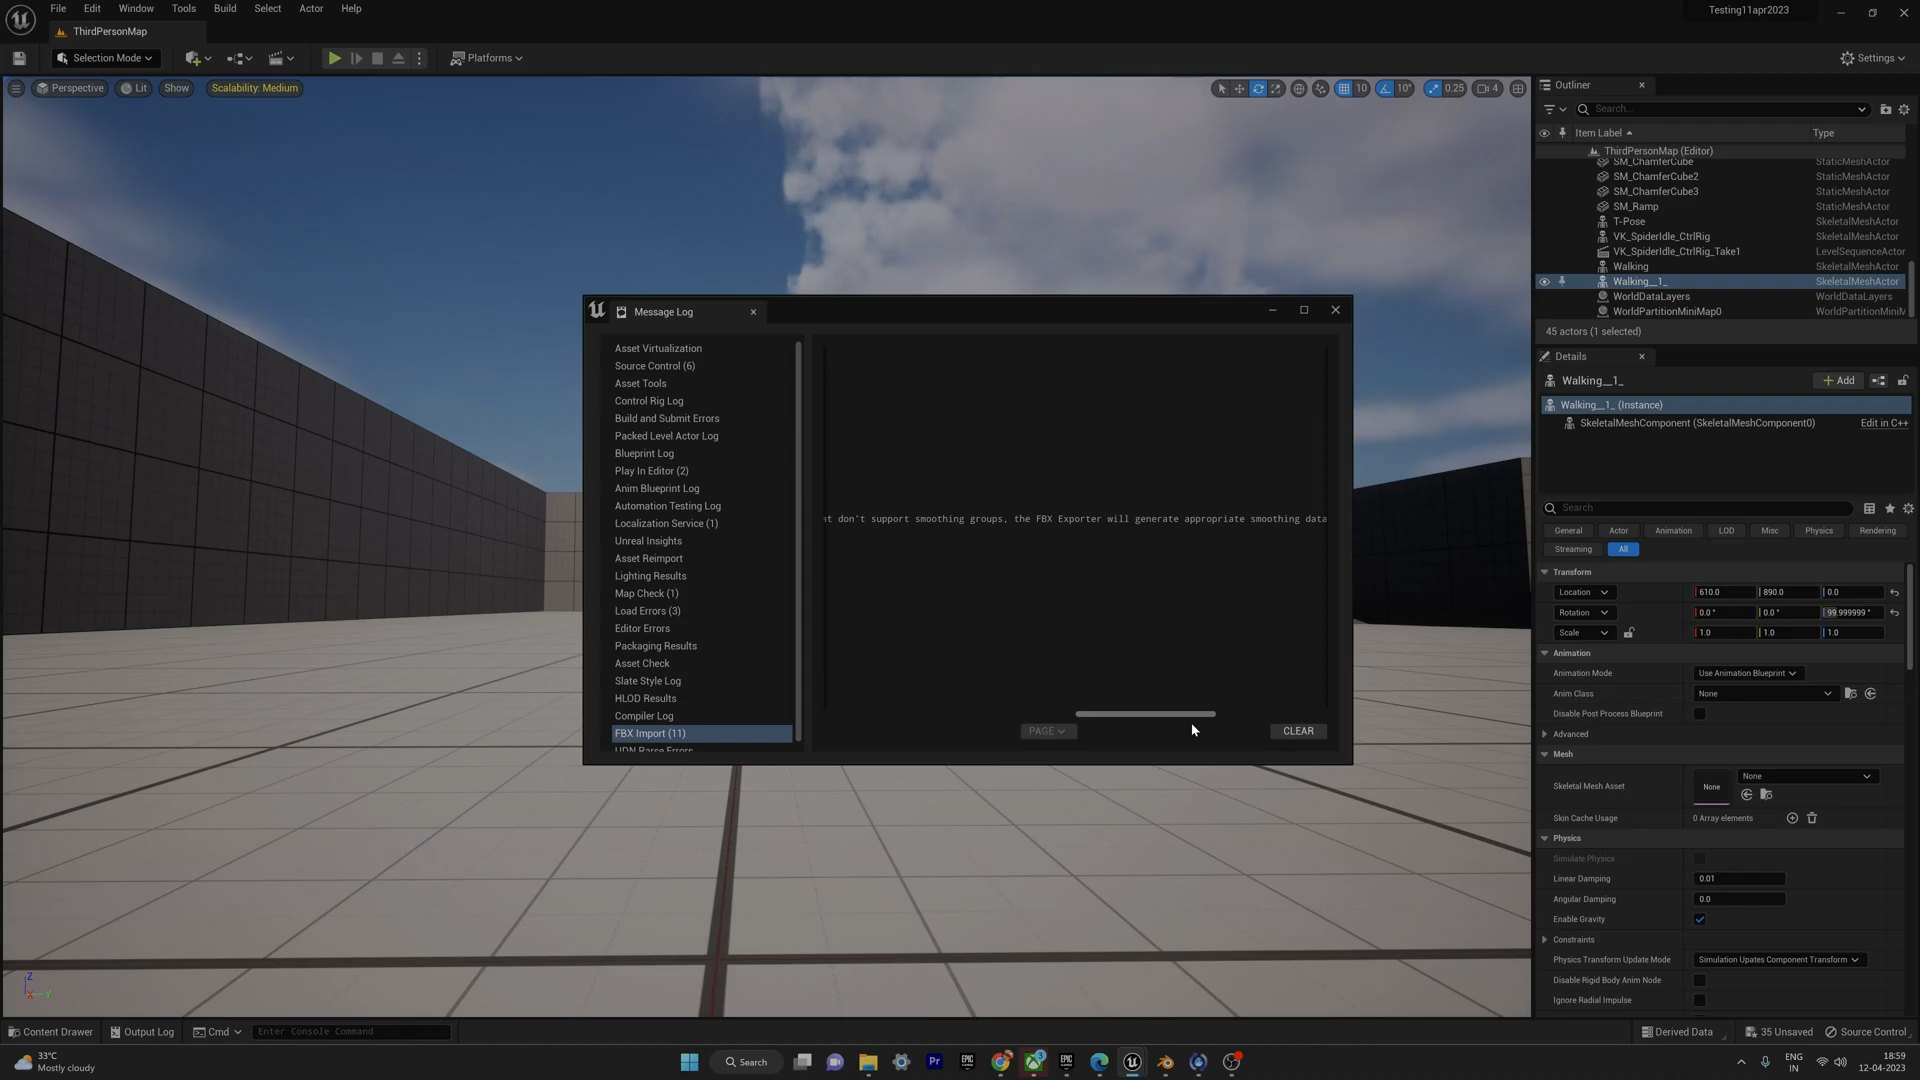 File Edit Window Tools Build Select Actor Help
Testing11apr2023
ThirdPersonMap
Selection Mode
Platforms
Settings
Perspective Lit Show Scalability: Medium
10 10° 0.25 4
Outliner
Search...
Item Label Type
ThirdPersonMap (Editor)
SM_ChamferCube StaticMeshActor
SM_ChamferCube2 StaticMeshActor
SM_ChamferCube3 StaticMeshActor
SM_Ramp StaticMeshActor
T-Pose SkeletalMeshActor
VK_SpiderIdle_CtrlRig SkeletalMeshActor
VK_SpiderIdle_CtrlRig_Take1 LevelSequenceActor
Walking SkeletalMeshActor
Walking__1_ SkeletalMeshActor
WorldDataLayers WorldDataLayers
WorldPartitionMiniMap0 WorldPartitionMiniM
45 actors (1 selected)
Message Log
Asset Virtualization
Source Control (6)
Asset Tools
Control Rig Log
Build and Submit Errors
Packed Level Actor Log
Blueprint Log
Play In Editor (2)
Anim Blueprint Log
Automation Testing Log
Localization Service (1)
Unreal Insights
Asset Reimport
Lighting Results
Map Check (1)
Load Errors (3)
Editor Errors
Packaging Results
Asset Check
Slate Style Log
HLOD Results
Compiler Log
FBX Import (11)
UDN Parse Errors
don't support smoothing groups, the FBX Exporter will generate appropriate smoothing data
PAGE CLEAR
Details
Walking__1_ Add
Walking__1_ (Instance)
SkeletalMeshComponent (SkeletalMeshComponent0) Edit in C++
Search
General Actor Animation LOD Misc Physics Rendering
Streaming All
Transform
Location 610.0 890.0 0.0
Rotation 0.0 ° 0.0 ° 99.999999 °
Scale 1.0 1.0 1.0
Animation
Animation Mode Use Animation Blueprint
Anim Class None
Disable Post Process Blueprint
Advanced
Mesh
Skeletal Mesh Asset None None
Skin Cache Usage 0 Array elements
Physics
Simulate Physics
Linear Damping 0.01
Angular Damping 0.0
Enable Gravity
Constraints
Physics Transform Update Mode Simulation Upates Component Transform
Disable Rigid Body Anim Node
Ignore Radial Impulse
Z
X Y
Content Drawer Output Log Cmd Enter Console Command
Derived Data 35 Unsaved Source Control
33°C
Mostly cloudy
Search
Pr
EPIC
3
EPIC
ENG
IN
18:59
12-04-2023